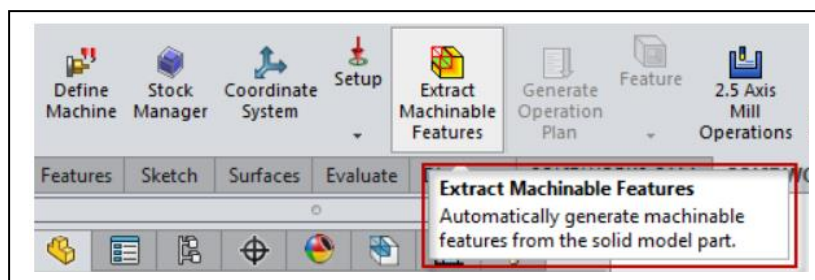 Define Machine
Stock Manager
Coordinate System
Setup
Extract Machinable Features
Generate Operation Plan
Feature
2.5 Axis Mill Operations
Features Sketch Surfaces Evaluate
Extract Machinable Features
Automatically generate machinable
features from the solid model part.